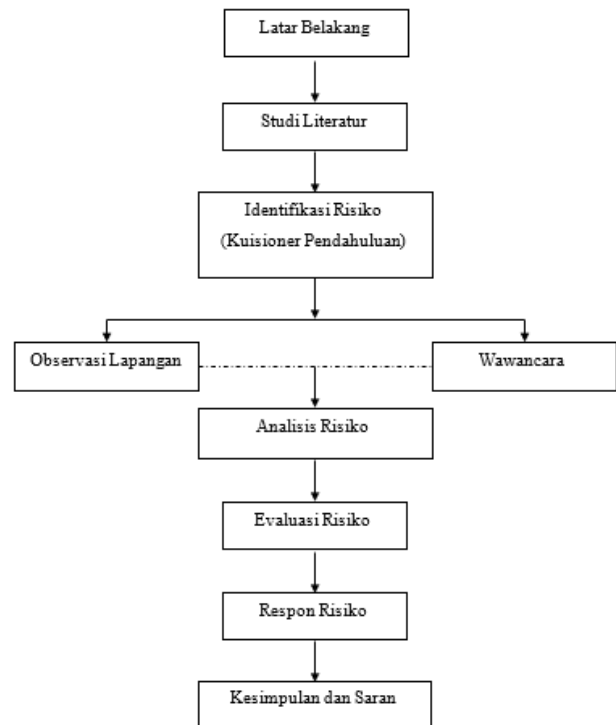 Latar Belakang
Studi Literatur
Identifikasi Risiko
(Kuisioner Pendahuluan)
Observasi Lapangan
Wawancara
Analisis Risiko
Evaluasi Risiko
Respon Risiko
Kesimpulan dan Saran